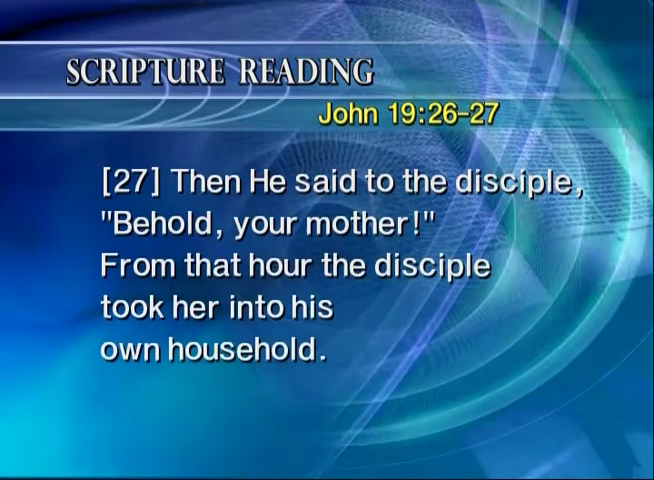 SCRIPTURE READING
John 19:26-27
[27] Then He said to the disciple,
"Behold, your mother!"
From that hour the disciple
took her into his
own household.